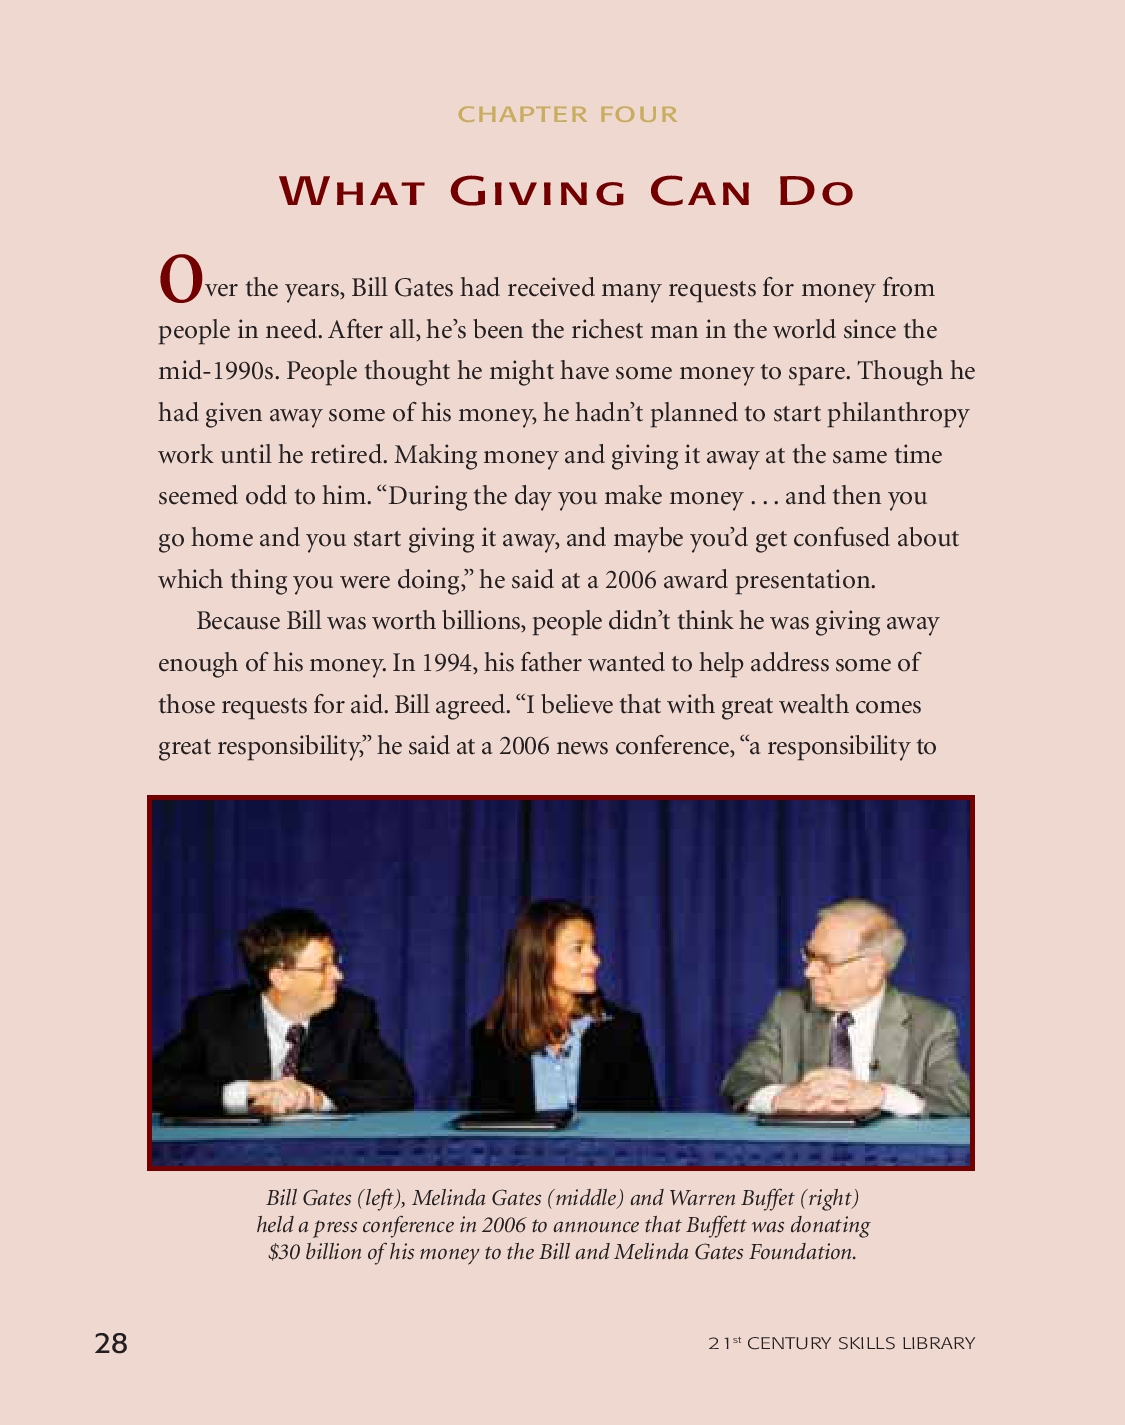 CHAPTER FOUR
WHAT GIVING CAN DO
Over the years, Bill Gates had received many requests for money from
people in need. After all, he’s been the richest man in the world since the
mid-1990s. People thought he might have some money to spare. Though he
had given away some of his money, he hadn’t planned to start philanthropy
work until he retired. Making money and giving it away at the same time
seemed odd to him. “During the day you make money . . . and then you
go home and you start giving it away, and maybe you’d get confused about
which thing you were doing,” he said at a 2006 award presentation.
Because Bill was worth billions, people didn’t think he was giving away
enough of his money. In 1994, his father wanted to help address some of
those requests for aid. Bill agreed. “I believe that with great wealth comes
great responsibility,” he said at a 2006 news conference, “a responsibility to
Bill Gates (left), Melinda Gates (middle) and Warren Buffet (right)
held a press conference in 2006 to announce that Buffett was donating
$30 billion of his money to the Bill and Melinda Gates Foundation.
28
21st CENTURY SKILLS LIBRARY